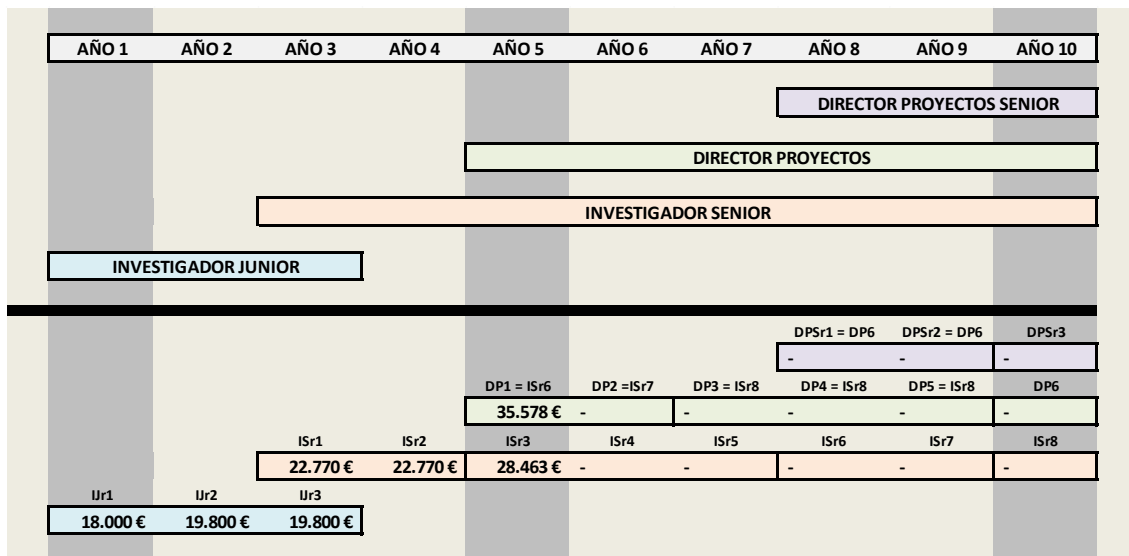 AÑO 1 AÑO 2 AÑO 3 AÑO 4 AÑO 5 AÑO 6 AÑO 7 AÑO 8 AÑO 9 AÑO 10
DIRECTOR PROYECTOS SENIOR
DIRECTOR PROYECTOS
INVESTIGADOR SENIOR
INVESTIGADOR JUNIOR
DPSr1 = DP6 DPSr2 = DP6 DPSr3
- - -
DP1 = ISr6 DP2 =ISr7 DP3 = ISr8 DP4 = ISr8 DP5 = ISr8 DP6
35.578 € - - - - -
ISr1 ISr2 ISr3 ISr4 ISr5 ISr6 ISr7 ISr8
22.770 € 22.770 € 28.463 € - - - - -
IJr1 IJr2 IJr3
18.000 € 19.800 € 19.800 €